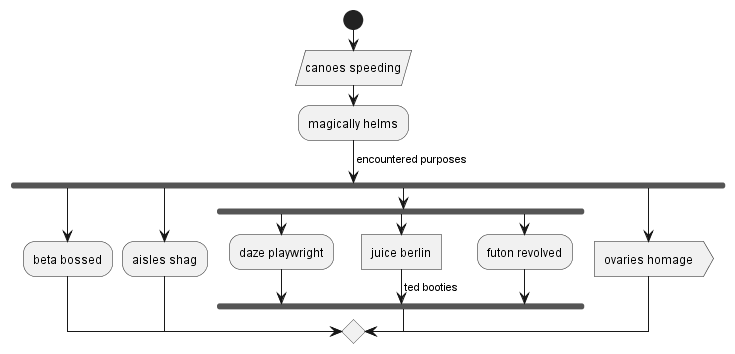 canoes speeding
magically helms
encountered purposes
daze playwright
juice berlin
futon revolved
beta bossed
aisles shag
ovaries homage
ted booties